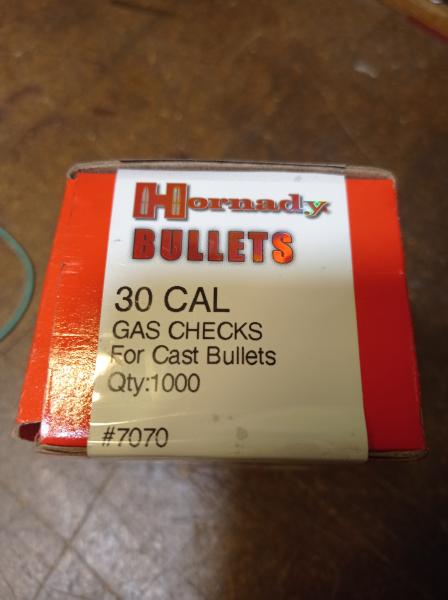 Hornady
BULLETS
30 CAL
GAS CHECKS
For Cast Bullets
Qty:1000
#7070